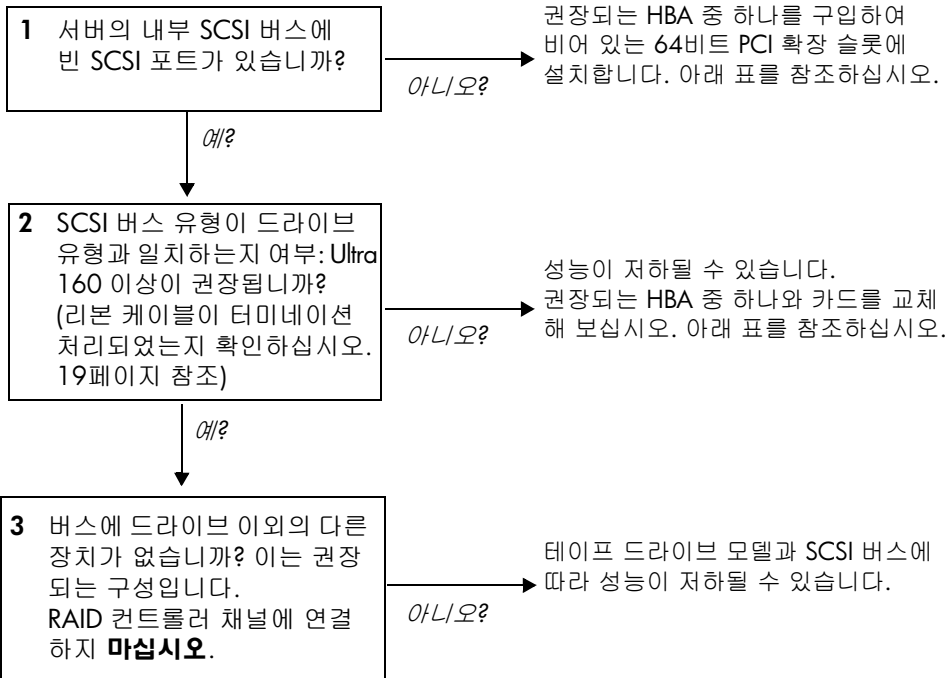 1 서버의 내부 SCSI 버스에
빈 SCSI 포트가 있습니까?
아니오?
권장되는 HBA 중 하나를 구입하여
비어 있는 64비트 PCI 확장 슬롯에
설치합니다. 아래 표를 참조하십시오.
예?
2 SCSI 버스 유형이 드라이브
유형과 일치하는지 여부: Ultra
160 이상이 권장됩니까?
(리본 케이블이 터미네이션
처리되었는지 확인하십시오.
19페이지 참조)
아니오?
성능이 저하될 수 있습니다.
권장되는 HBA 중 하나와 카드를 교체
해 보십시오. 아래 표를 참조하십시오.
예?
3 버스에 드라이브 이외의 다른
장치가 없습니까? 이는 권장
되는 구성입니다.
RAID 컨트롤러 채널에 연결
하지 마십시오.
아니오?
테이프 드라이브 모델과 SCSI 버스에
따라 성능이 저하될 수 있습니다.